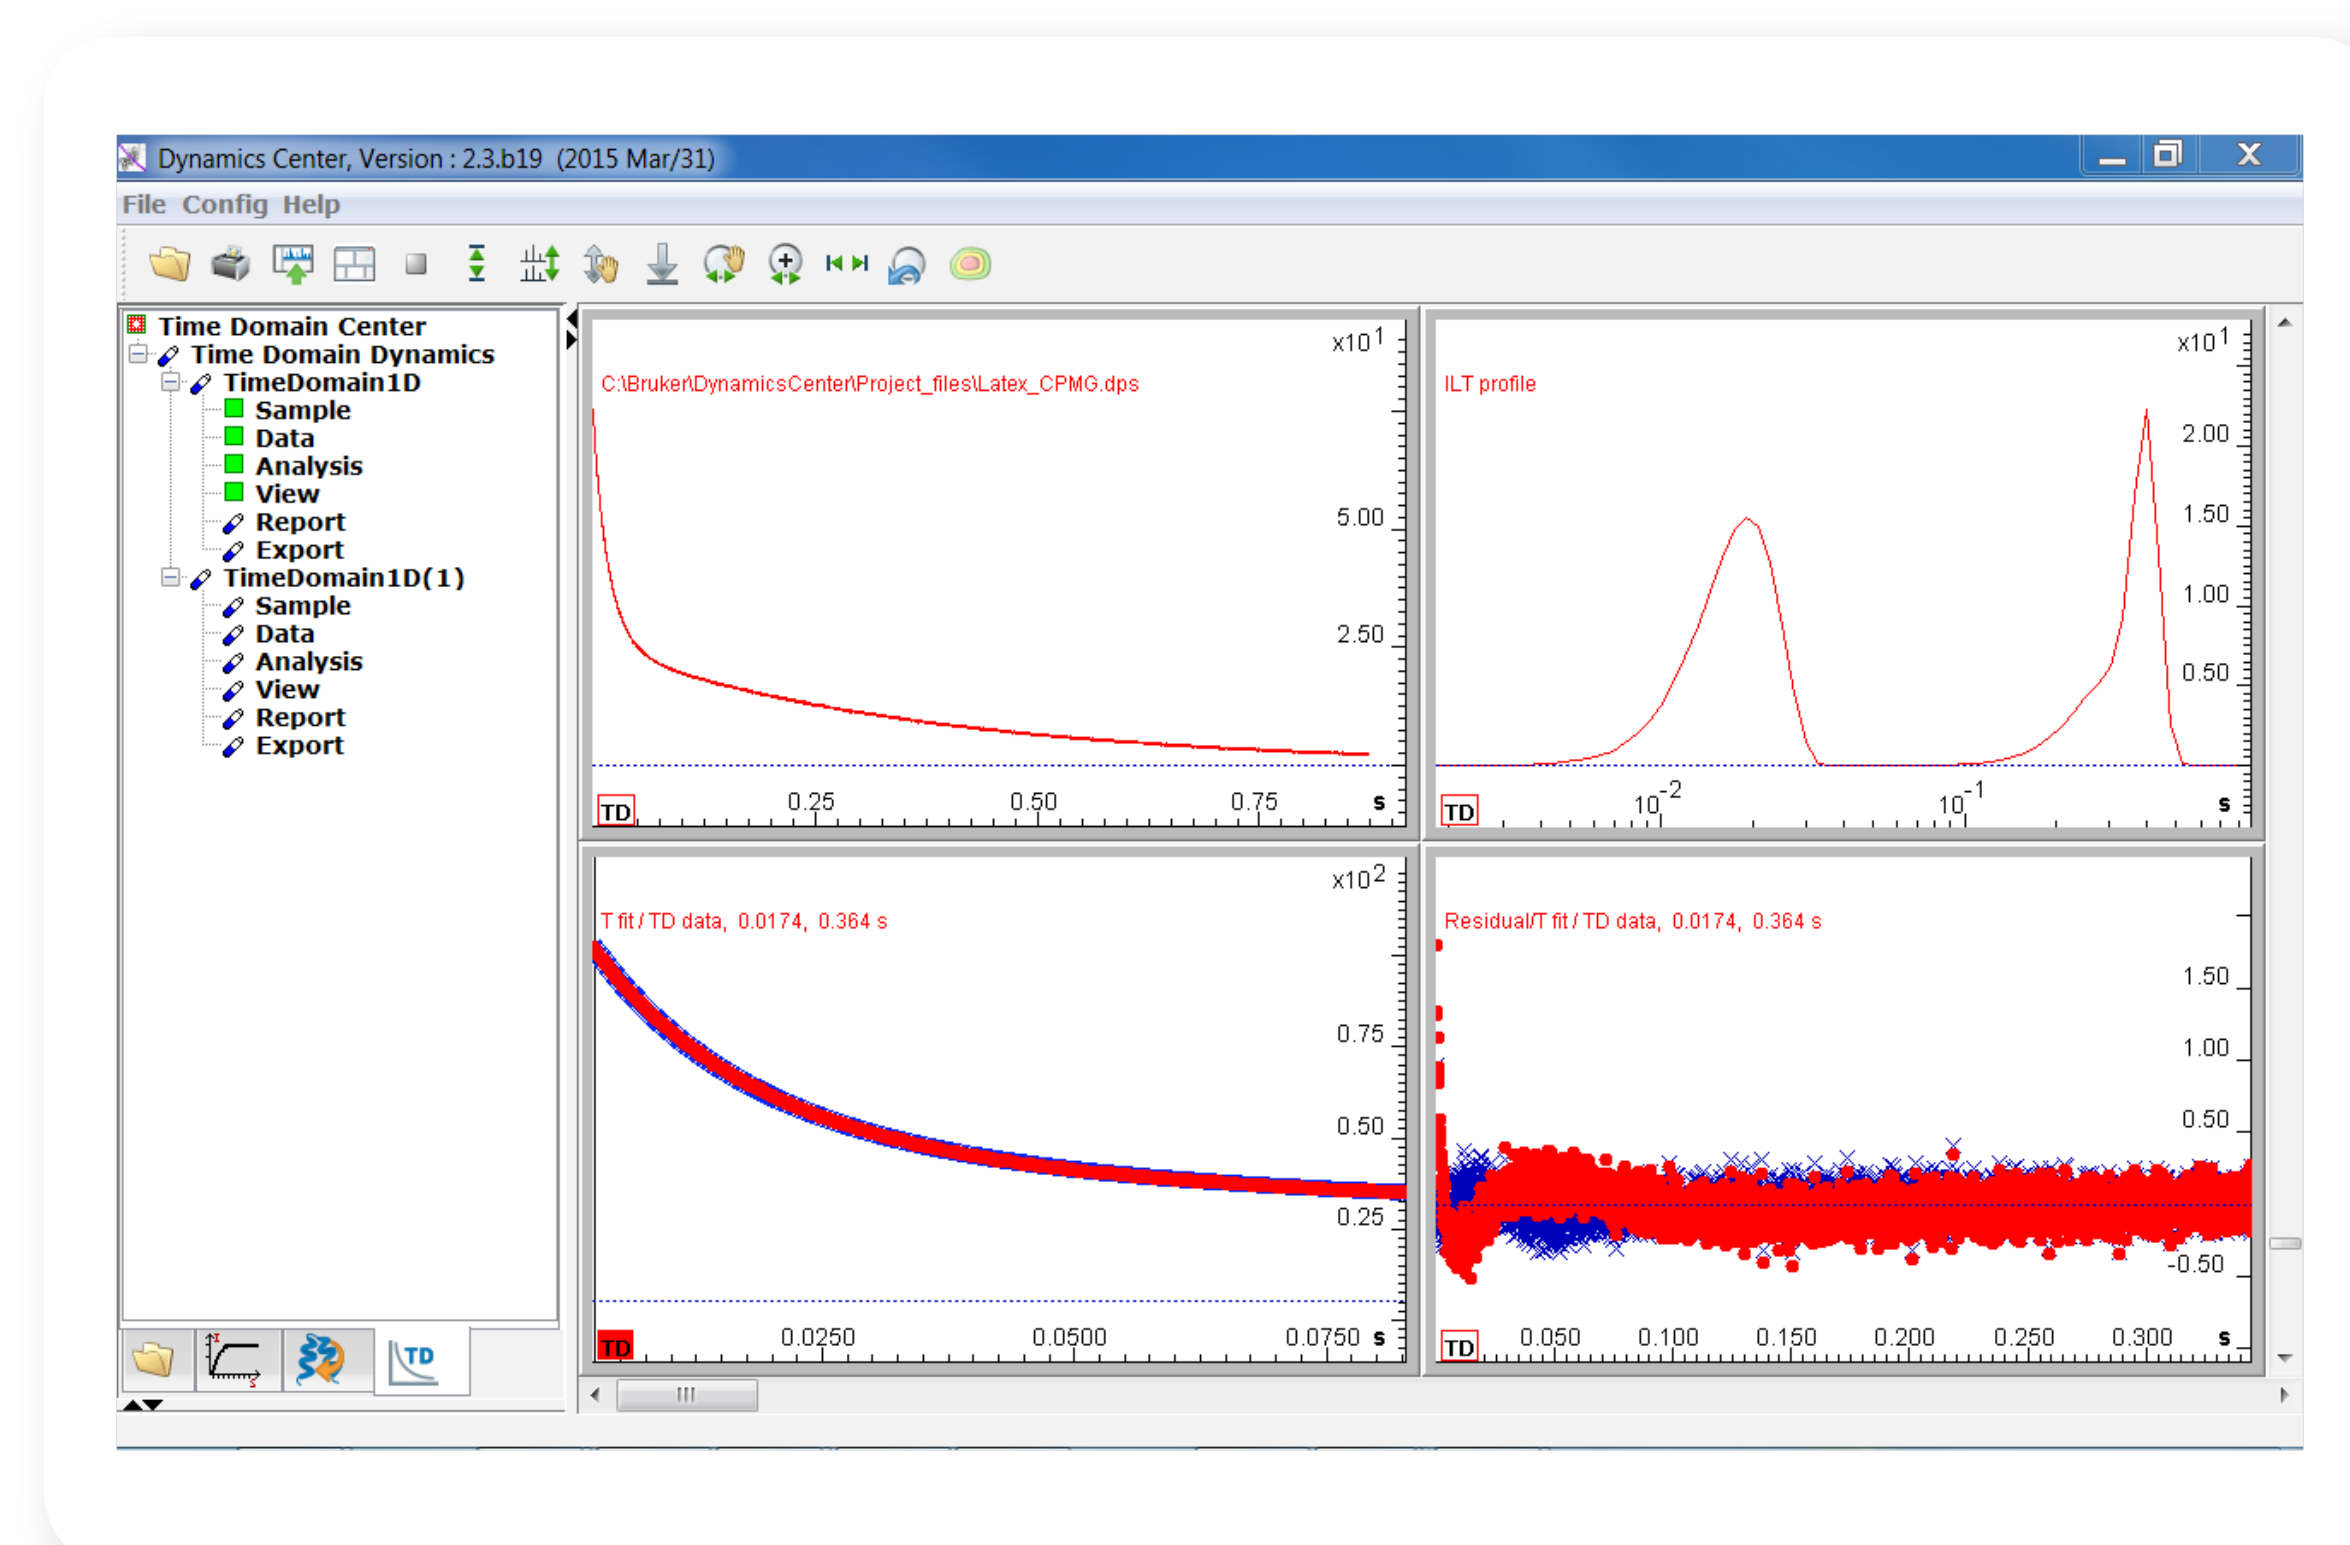 Dynamics Center, Version : 2.3.b19 (2015 Mar/31)
File Config Help
Time Domain Center
Time Domain Dynamics
TimeDomain1D
Sample
Data
Analysis
View
Report
Export
TimeDomain1D(1)
Sample
Data
Analysis
View
Report
Export
TD
x10^1
C:\Bruker\DynamicsCenter\Project_files\Latex_CPMG.dps
5.00
2.50
TD 0.25 0.50 0.75 s
x10^1
ILT profile
2.00
1.50
1.00
0.50
TD 10^-2 10^-1 s
x10^2
T fit / TD data, 0.0174, 0.364 s
0.75
0.50
0.25
TD 0.0250 0.0500 0.0750 s
Residual/T fit / TD data, 0.0174, 0.364 s
1.50
1.00
0.50
-0.50
TD 0.050 0.100 0.150 0.200 0.250 0.300 s